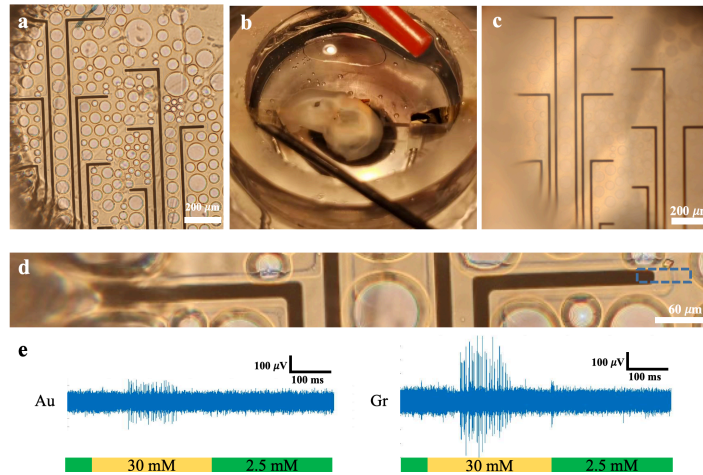 a
b
c
200 μm
200 μm
d
60 μm
e
100 μV
100 ms
100 μV
100 ms
Au
Gr
30 mM
2.5 mM
30 mM
2.5 mM